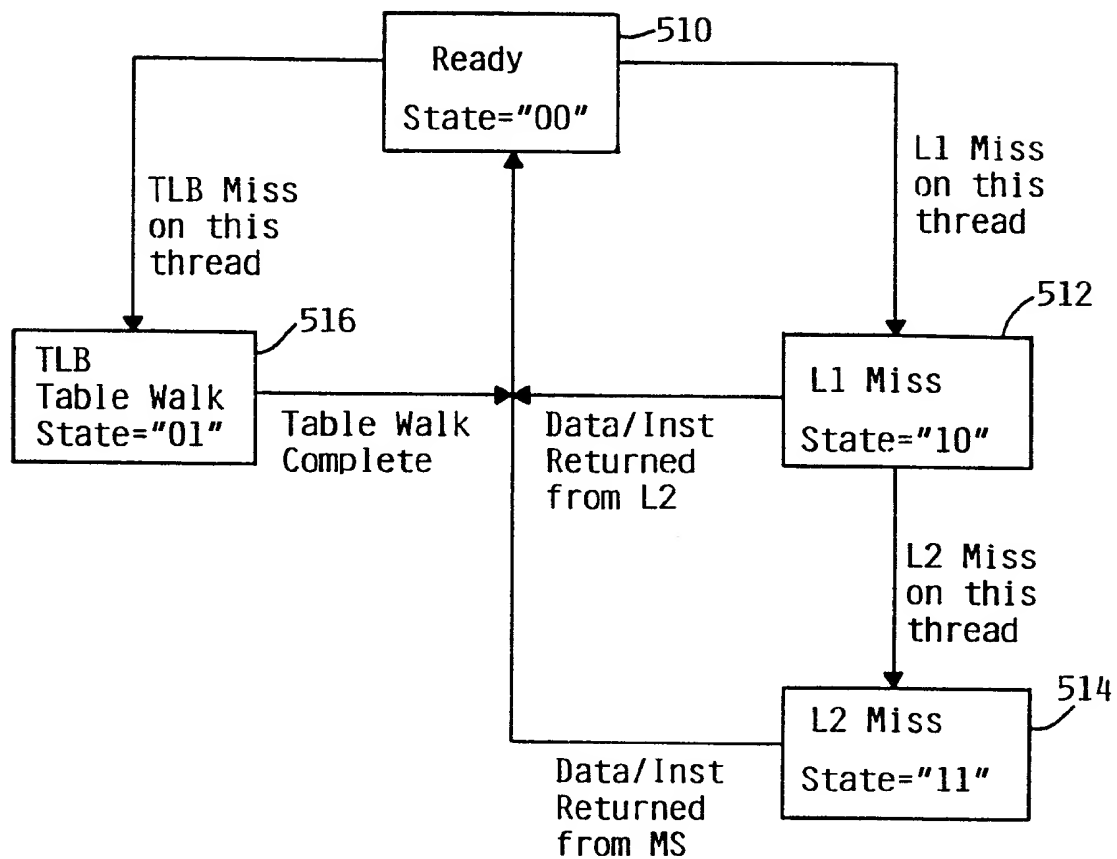 510
Ready
State="00"
TLB Miss
on this
thread
L1 Miss
on this
thread
516
512
TLB
Table Walk
State="01"
Table Walk
Complete
Data/Inst
Returned
from L2
L1 Miss
State="10"
L2 Miss
on this
thread
514
L2 Miss
State="11"
Data/Inst
Returned
from MS